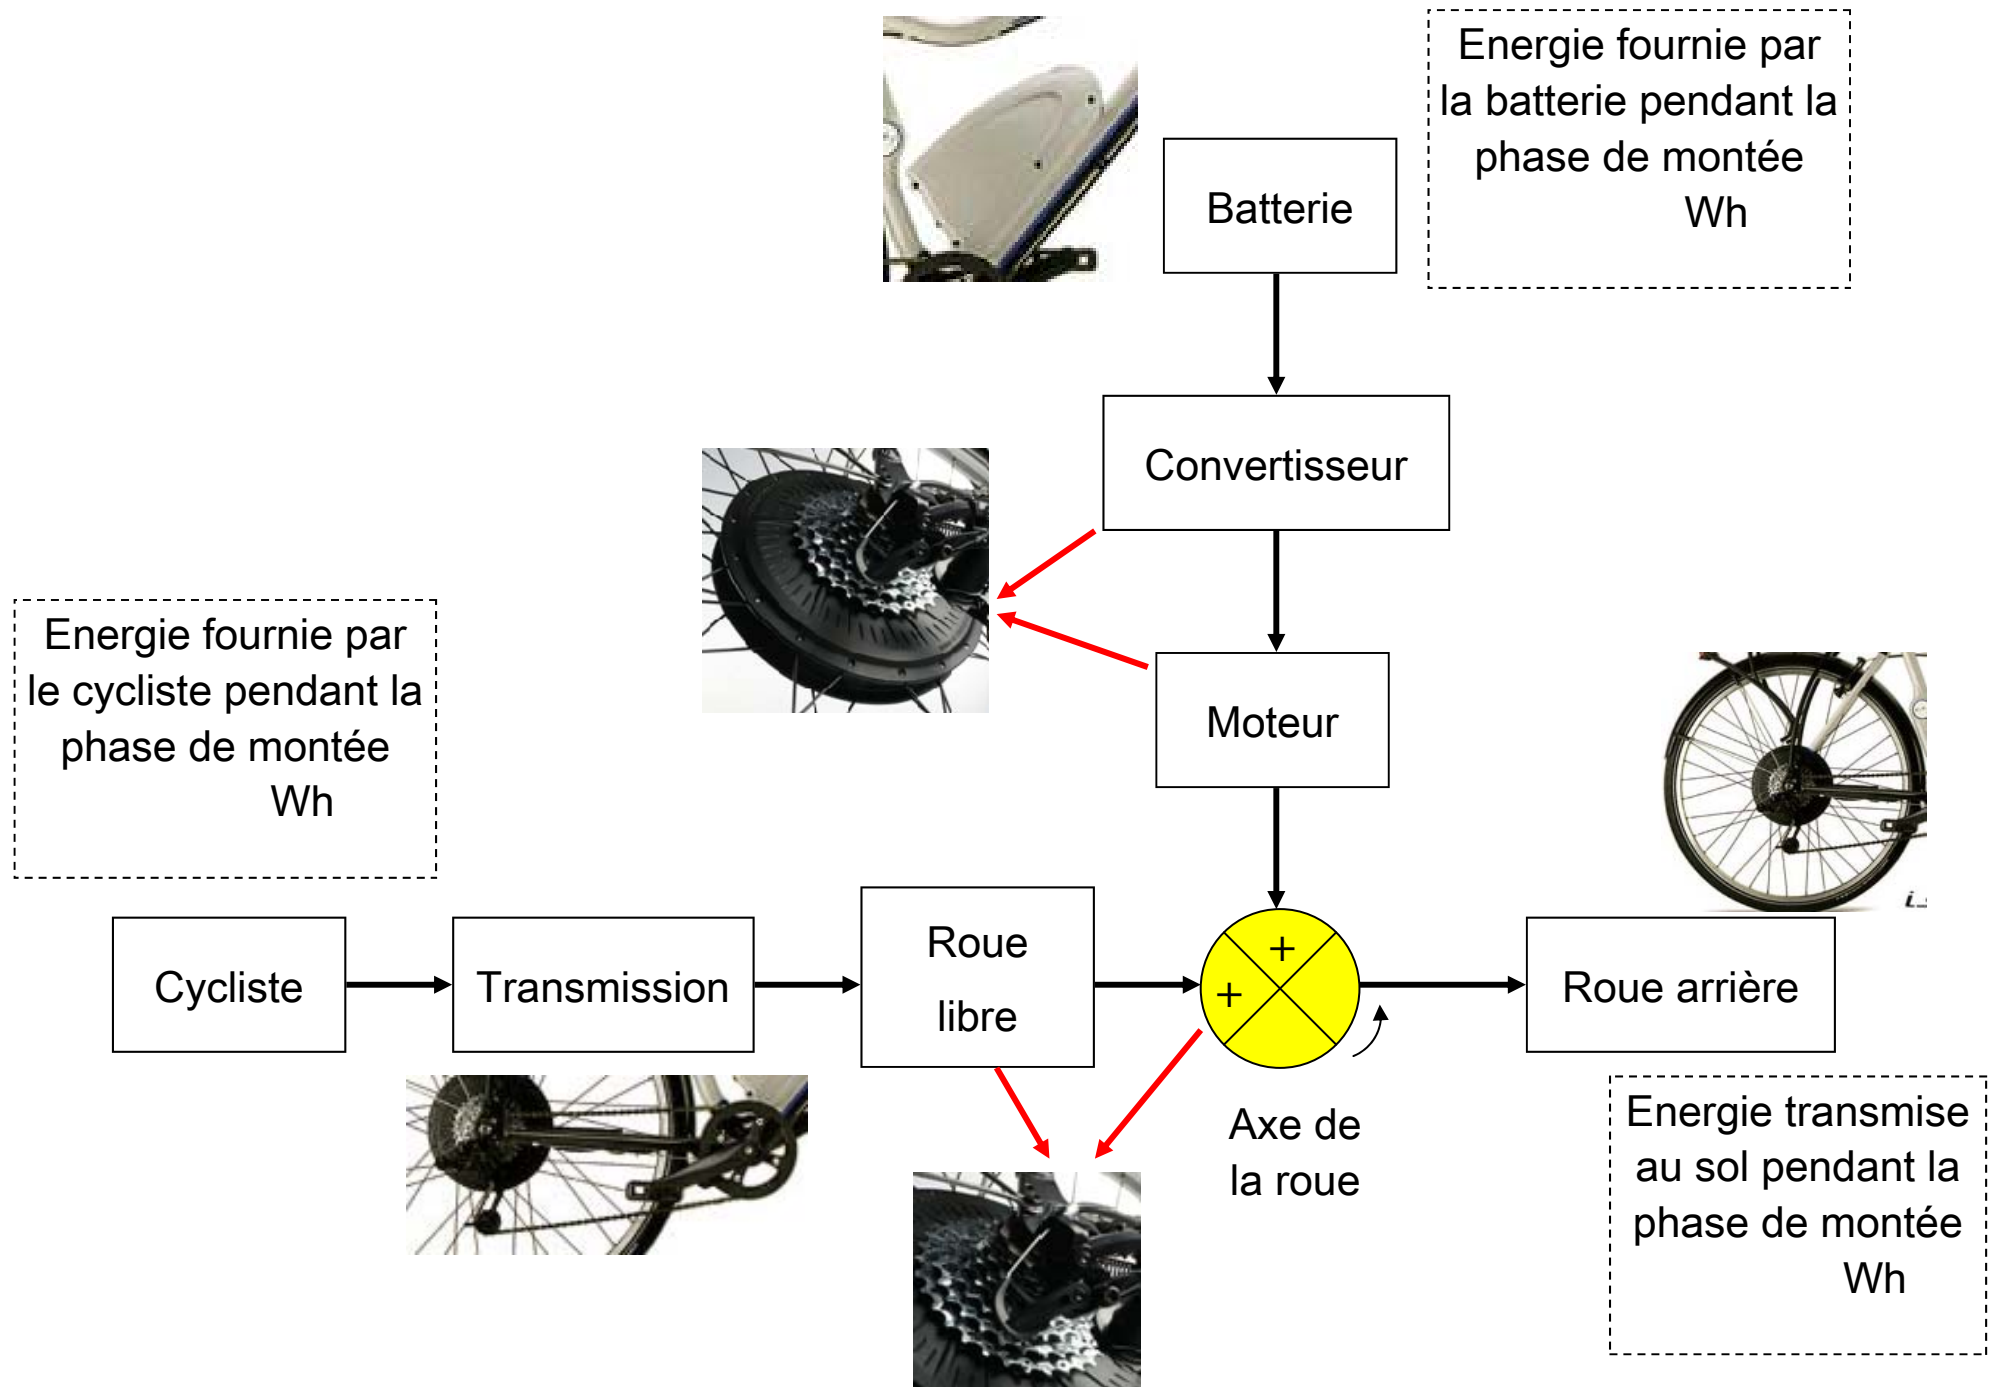 Energie fournie par
la batterie pendant la
phase de montée
Wh
Batterie
Convertisseur
Energie fournie par
le cycliste pendant la
phase de montée
Wh
Moteur
Cycliste
Transmission
Roue
libre
+
+
Roue arrière
Axe de
la roue
Energie transmise
au sol pendant la
phase de montée
Wh